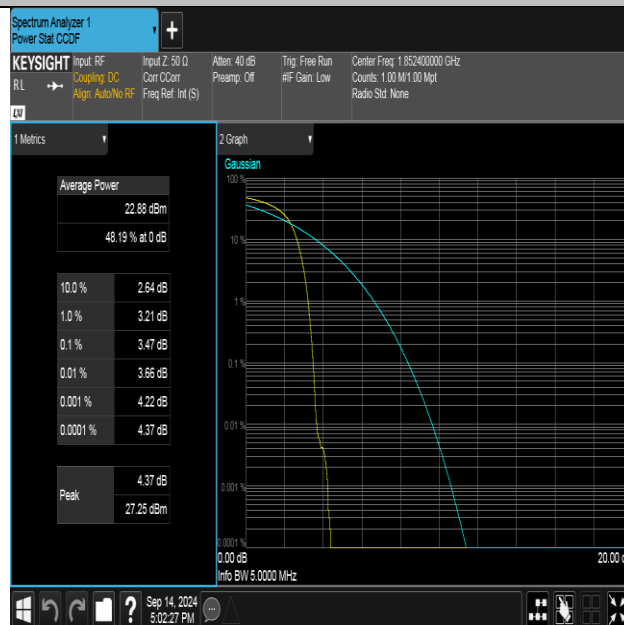 Spectrum Analyzer 1
Power Stat CCDF
+
KEYSIGHT
RL
LXI
Input: RF
Coupling: DC
Align: Auto/No RF
Input Z: 50 Ω
Corr CCorr
Freq Ref: Int (S)
Atten: 40 dB
Preamp: Off
Trig: Free Run
#IF Gain: Low
Center Freq: 1.852400000 GHz
Counts: 1.00 M/1.00 Mpt
Radio Std: None
1 Metrics
Average Power
22.88 dBm
48.19 % at 0 dB
10.0 % 2.64 dB
1.0 % 3.21 dB
0.1 % 3.47 dB
0.01 % 3.66 dB
0.001 % 4.22 dB
0.0001 % 4.37 dB
Peak
4.37 dB
27.25 dBm
2 Graph
Gaussian
100 %
10 %
1 %
0.1 %
0.01 %
0.001 %
0.0001 %
0.00 dB
20.00 d
Info BW 5.0000 MHz
?
Sep 14, 2024
5:02:27 PM